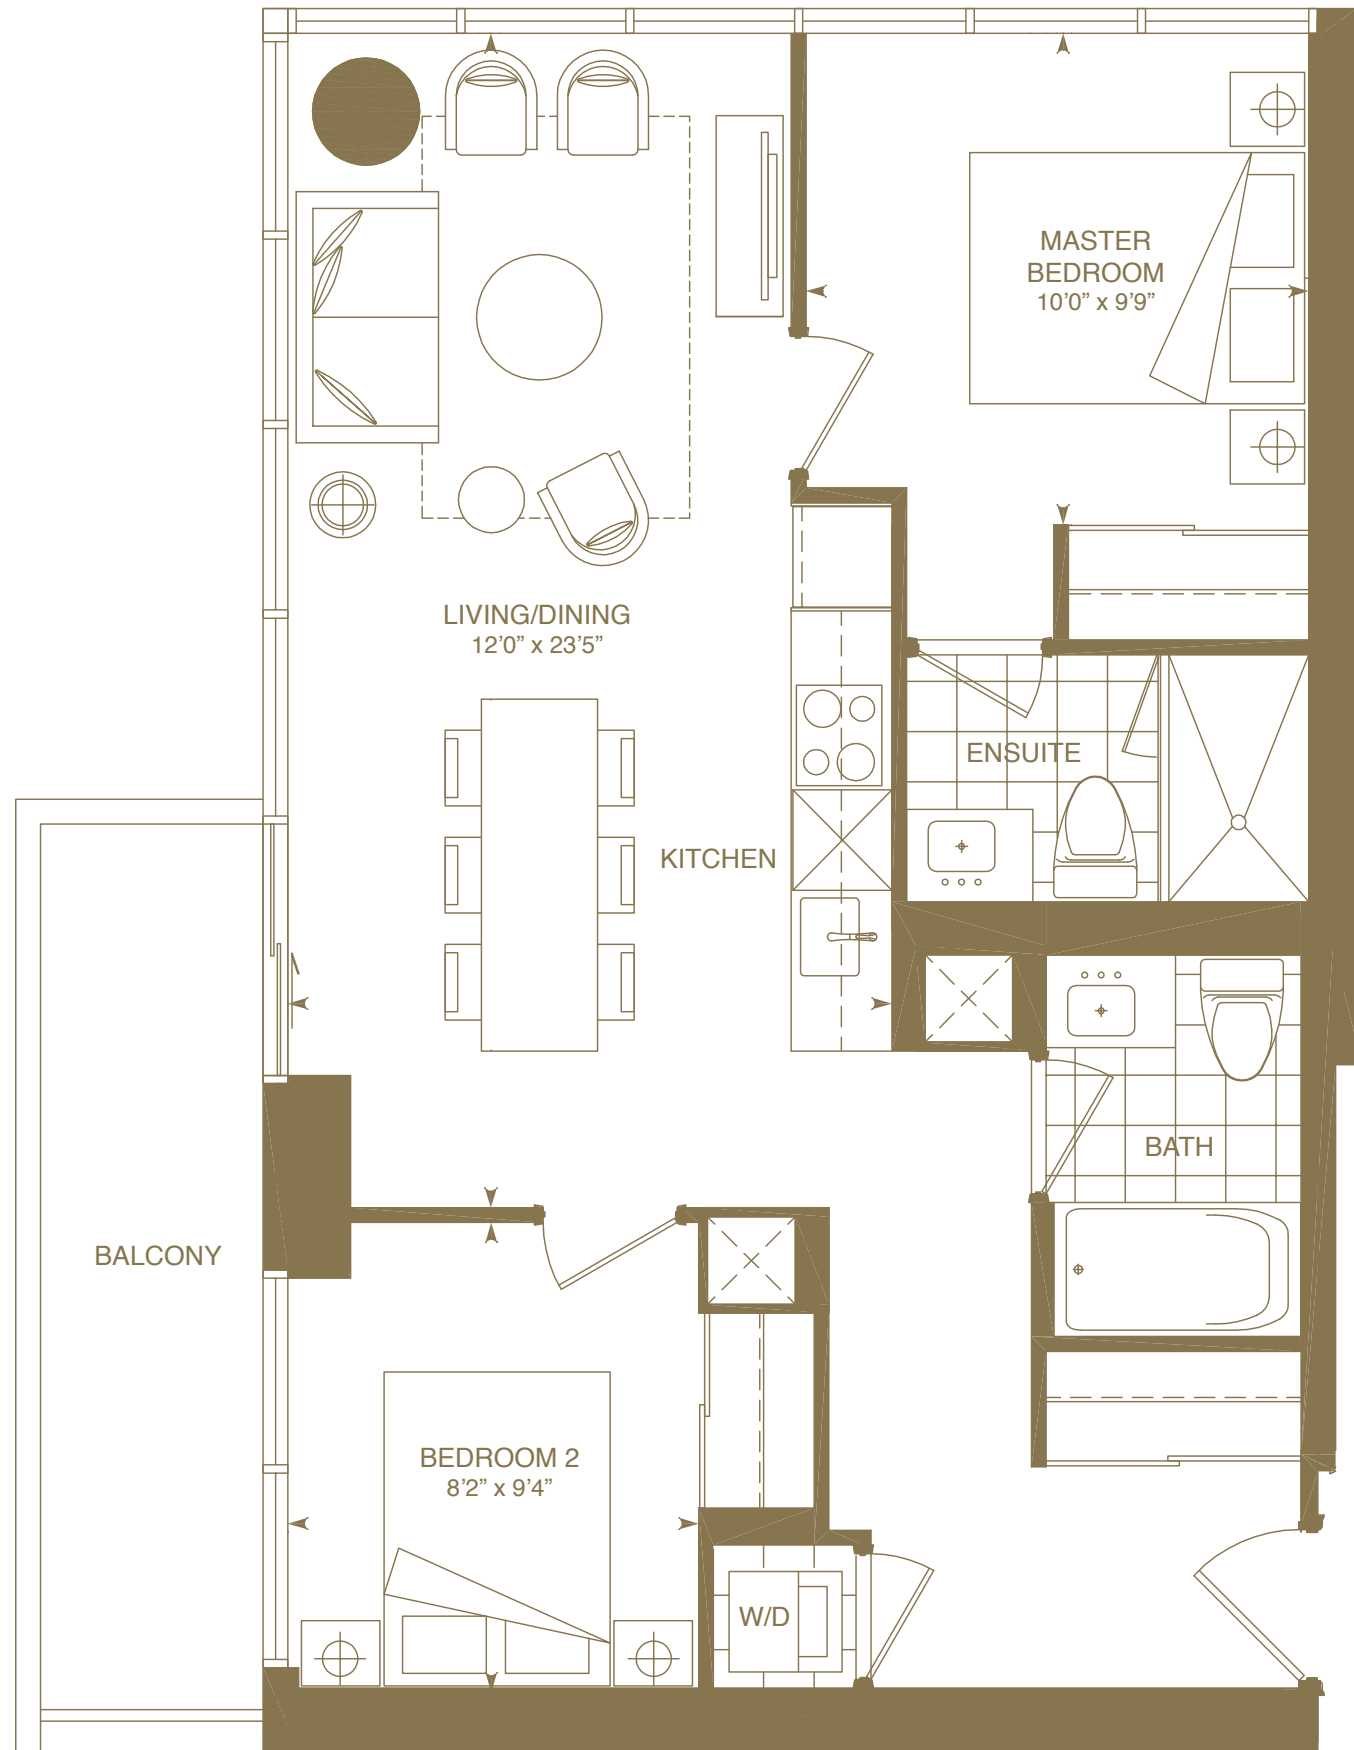 MASTER
BEDROOM
10’0” x 9’9”
LIVING/DINING
12’0” x 23’5”
ENSUITE
KITCHEN
BATH
BALCONY
BEDROOM 2
8’2” x 9’4”
W/D